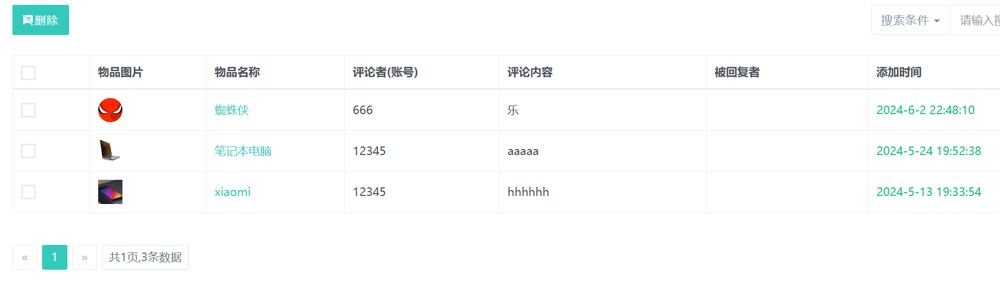 删除 搜索条件 请输入
物品图片 物品名称 评论者(账号) 评论内容 被回复者 添加时间
蜘蛛侠 666 乐 2024-6-2 22:48:10
笔记本电脑 12345 aaaaa 2024-5-24 19:52:38
xiaomi 12345 hhhhhh 2024-5-13 19:33:54
« 1 » 共1页,3条数据